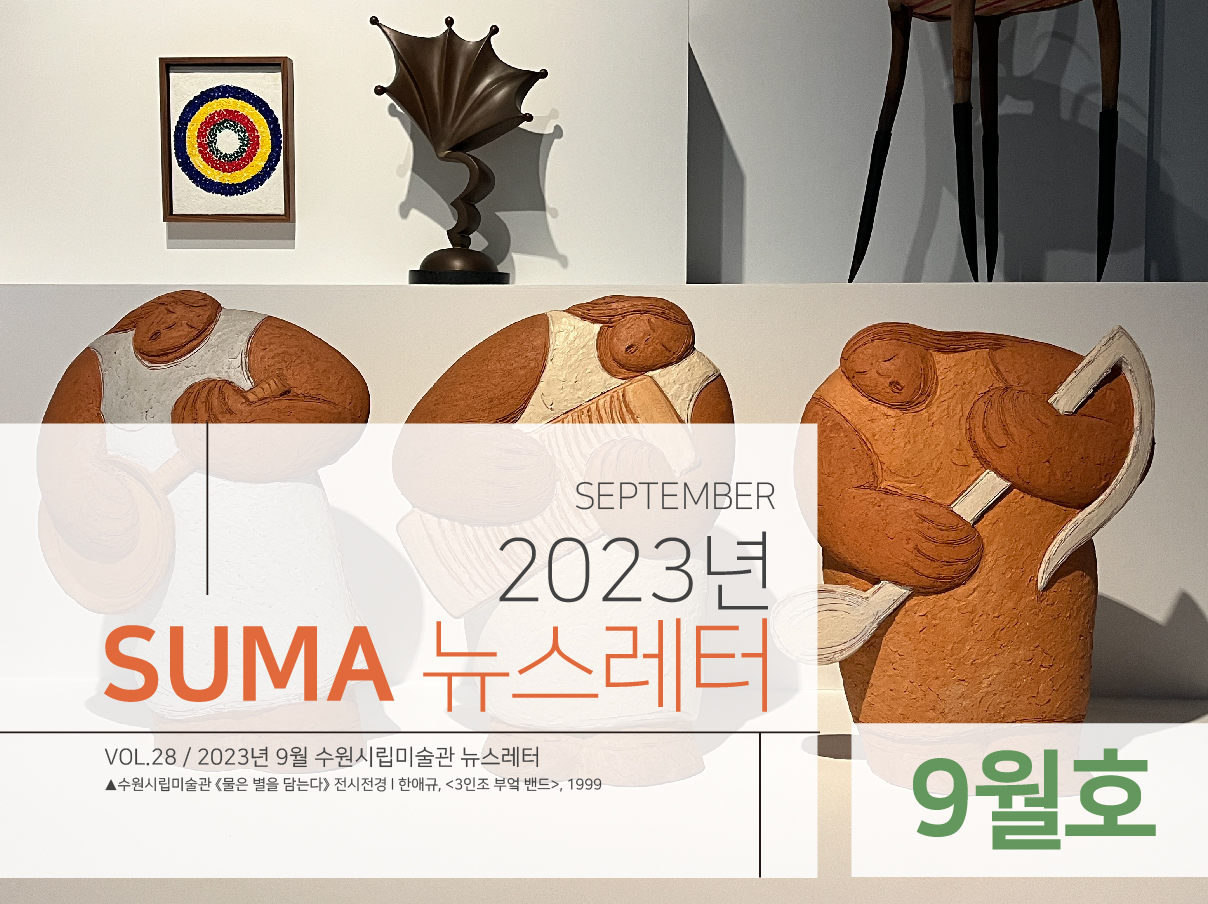 SEPTEMBER
2023년
SUMA 뉴스레터
VOL.28 / 2023년 9월 수원시립미술관 뉴스레터
▲수원시립미술관 《물은 별을 담는다》 전시전경 I 한애규, <3인조 부엌 밴드>, 1999
9월호